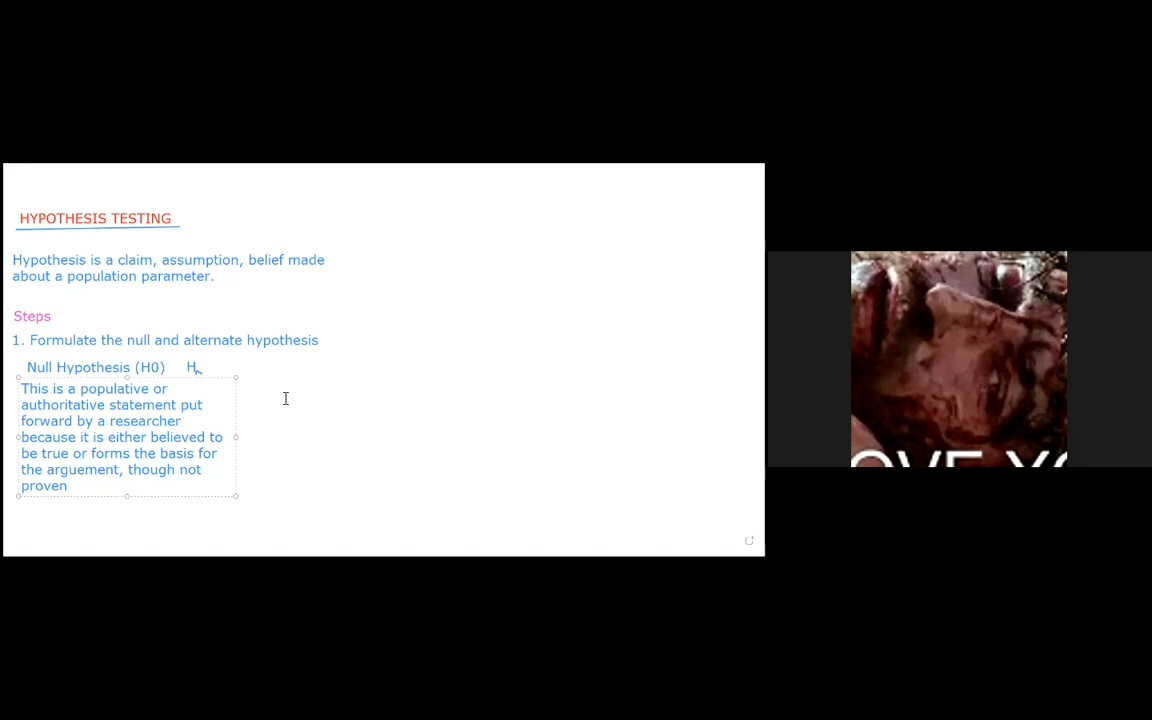 HYPOTHESIS TESTING
Hypothesis is a claim, assumption, belief made
about a population parameter.
Steps
1. Formulate the null and alternate hypothesis
Null Hypothesis (H0) H
This is a populative or
authoritative statement put
forward by a researcher
because it is either believed to
be true or forms the basis for
the arguement, though not
proven